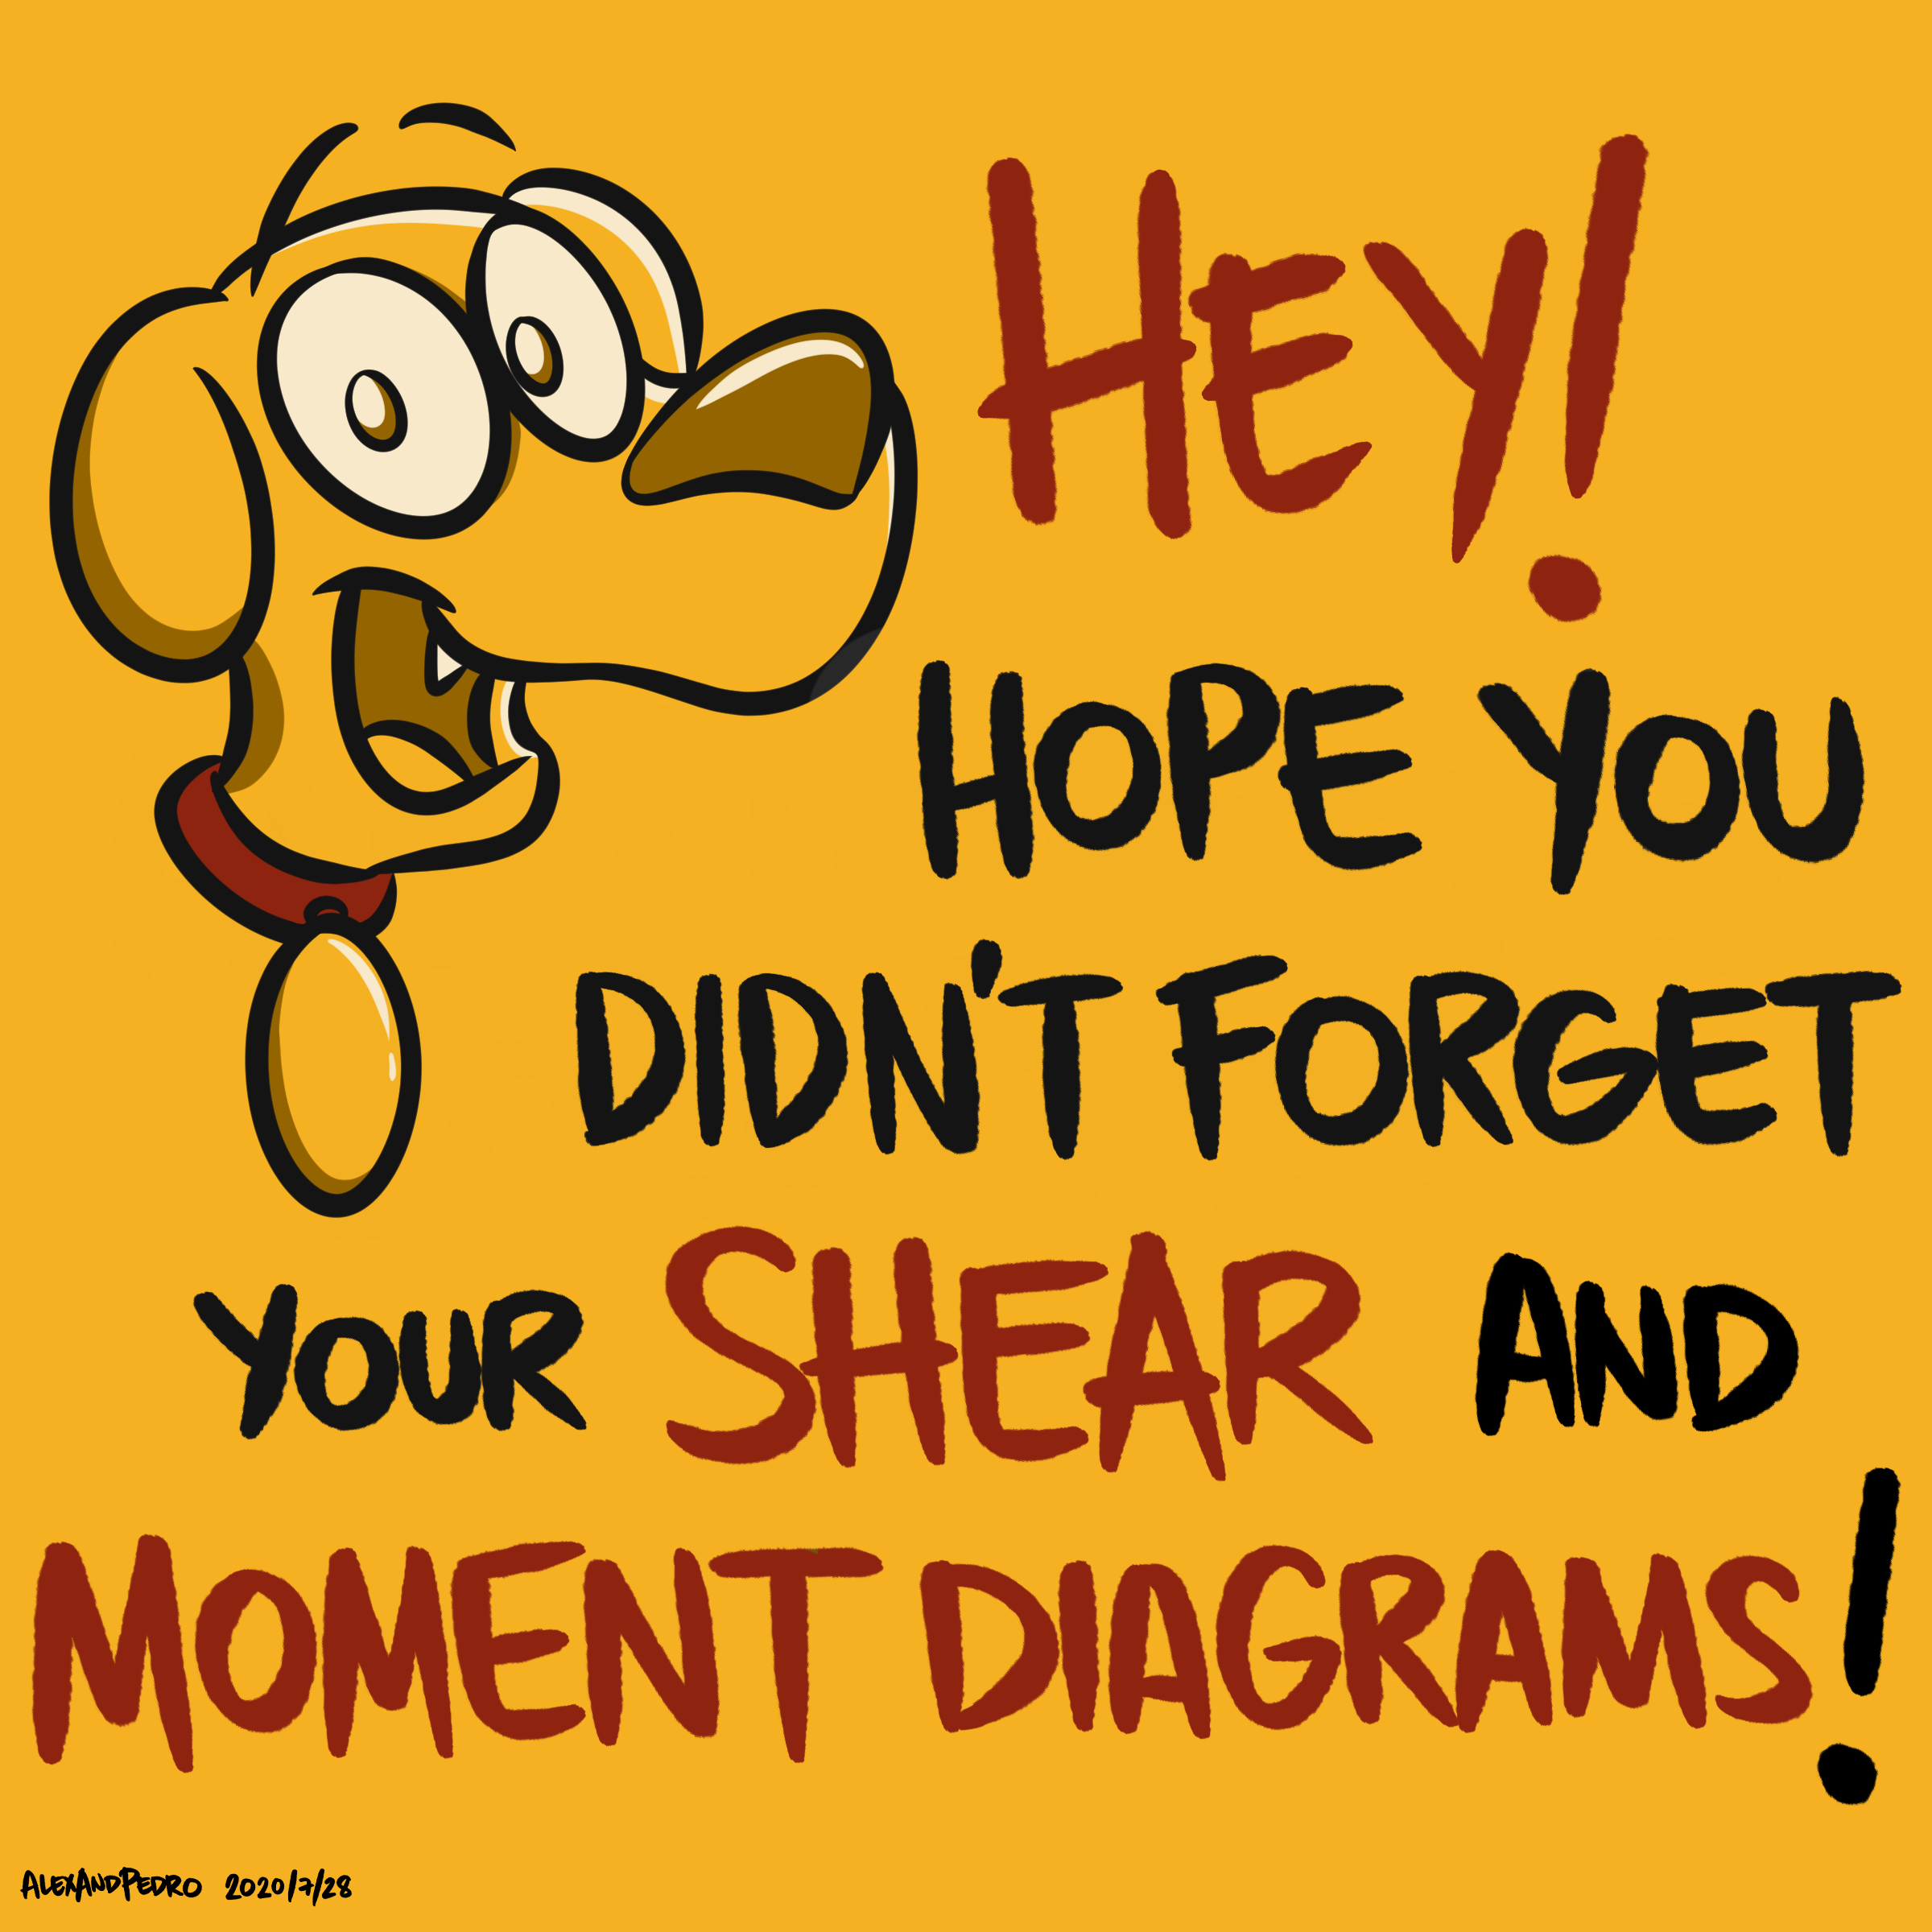 HEY!
HOPE YOU
DIDN'T FORGET
YOUR SHEAR AND
MOMENT DIAGRAMS!
ALEXANDPEDRO 2020/7/28